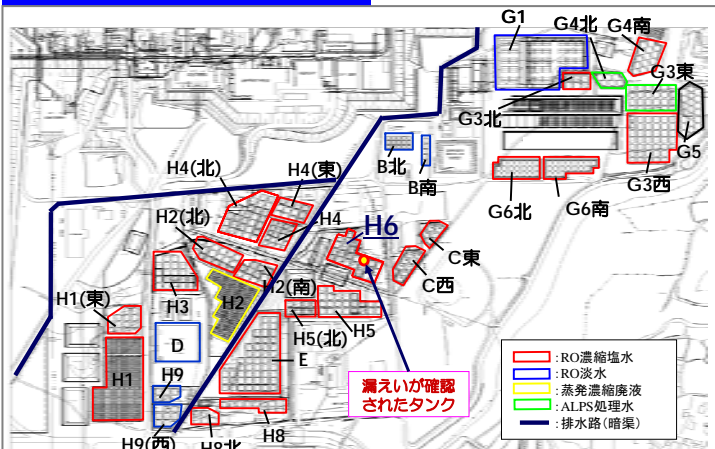 G1
G4北
G4南
G3東
G3北
G5
G3西
G6北
G6南
B北
B南
H4(北)
H4(東)
H4
H2(北)
H6
C東
C西
H2(南)
H3
H2
H1(東)
H5(北)
H5
D
E
H1
H9
H9(西)
H8北
H8
漏えいが確認
されたタンク
:RO濃縮塩水
:RO淡水
:蒸発濃縮廃液
:ALPS処理水
:排水路(暗渠)